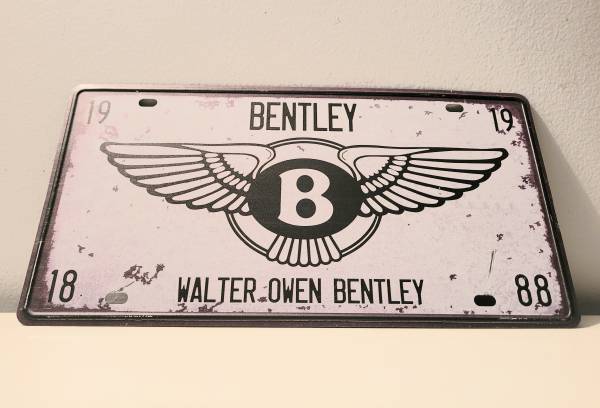 19 BENTLEY 19
B
18 WALTER OWEN BENTLEY 88